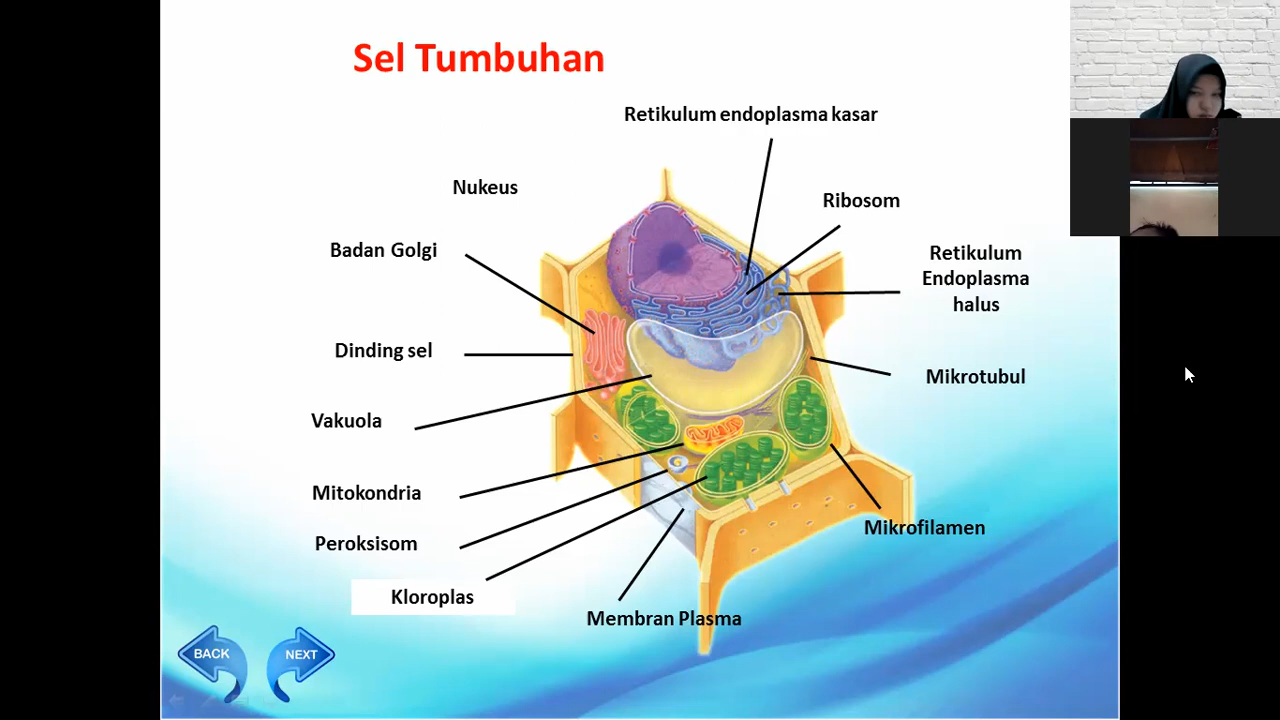 Sel Tumbuhan
Retikulum endoplasma kasar
Nukeus
Ribosom
Badan Golgi
Retikulum
Endoplasma
halus
Dinding sel
Mikrotubul
Vakuola
Mitokondria
Mikrofilamen
Peroksisom
Kloroplas
Membran Plasma
BACK
NEXT